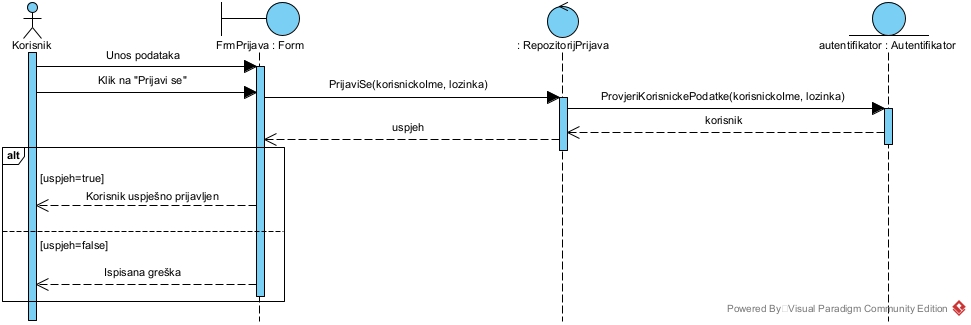 Korisnik
FrmPrijava : Form
: RepozitorijPrijava
autentifikator : Autentifikator
Unos podataka
Klik na "Prijavi se"
PrijaviSe(korisnickoIme, lozinka)
ProvjeriKorisnickePodatke(korisnickoIme, lozinka)
korisnik
uspjeh
alt
[uspjeh=true]
Korisnik uspješno prijavljen
[uspjeh=false]
Ispisana greška
Powered By Visual Paradigm Community Edition